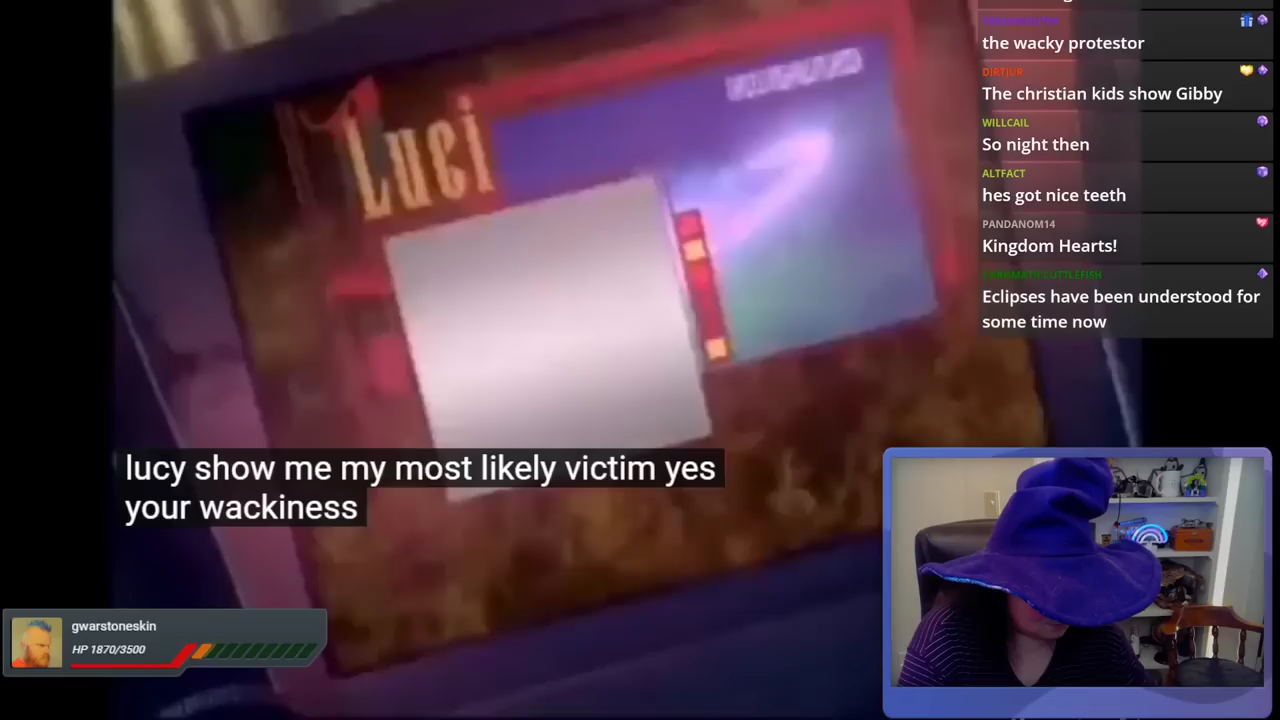 Luci
lucy show me my most likely victim yes
your wackiness
gwarstoneskin
HP 1870/3500
the wacky protestor
DIRTJUR
The christian kids show Gibby
WILLCAIL
So night then
ALTFACT
hes got nice teeth
PANDANOM14
Kingdom Hearts!
Eclipses have been understood for
some time now